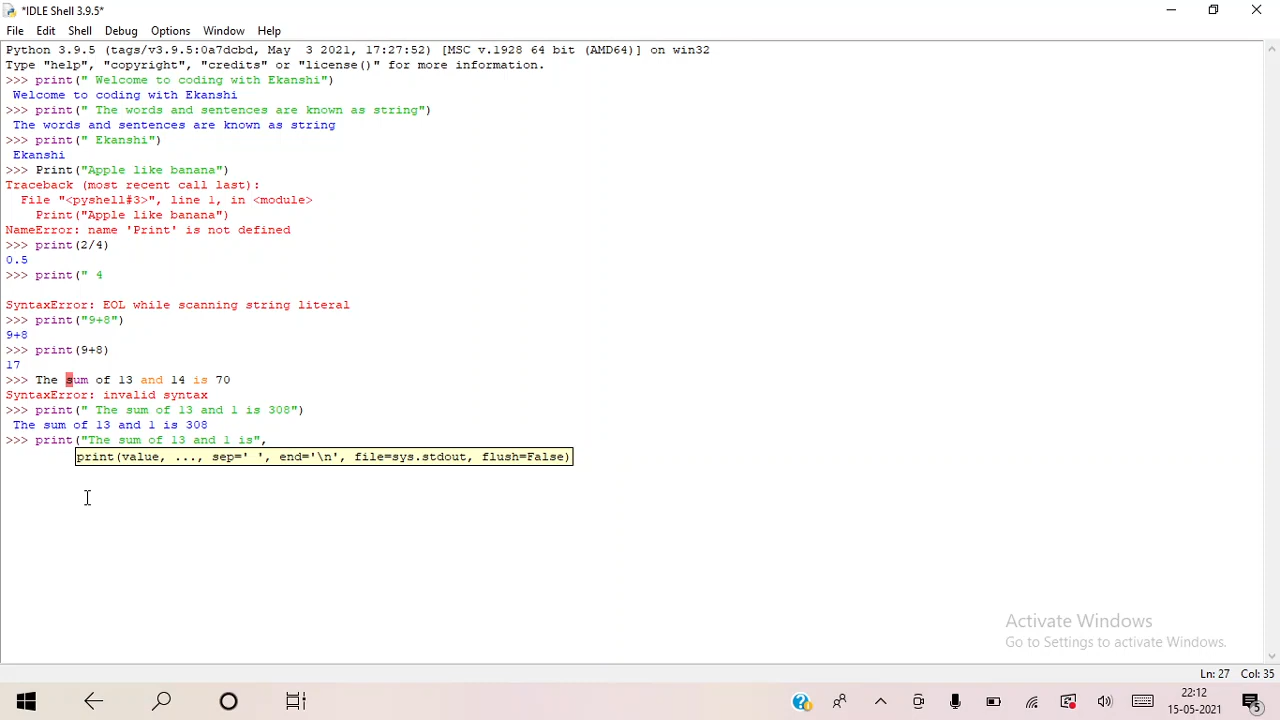 *IDLE Shell 3.9.5*
File Edit Shell Debug Options Window Help
Python 3.9.5 (tags/v3.9.5:0a7dcbd, May  3 2021, 17:27:52) [MSC v.1928 64 bit (AMD64)] on win32
Type "help", "copyright", "credits" or "license()" for more information.
>>> print(" Welcome to coding with Ekanshi")
 Welcome to coding with Ekanshi
>>> print(" The words and sentences are known as string")
 The words and sentences are known as string
>>> print(" Ekanshi")
 Ekanshi
>>> Print("Apple like banana")
Traceback (most recent call last):
  File "<pyshell#3>", line 1, in <module>
    Print("Apple like banana")
NameError: name 'Print' is not defined
>>> print(2/4)
0.5
>>> print(" 4
SyntaxError: EOL while scanning string literal
>>> print("9+8")
9+8
>>> print(9+8)
17
>>> The sum of 13 and 14 is 70
SyntaxError: invalid syntax
>>> print(" The sum of 13 and 1 is 308")
 The sum of 13 and 1 is 308
>>> print("The sum of 13 and 1 is",
print(value, ..., sep=' ', end='\n', file=sys.stdout, flush=False)
Activate Windows
Go to Settings to activate Windows.
Ln: 27 Col: 35
22:12
15-05-2021
5